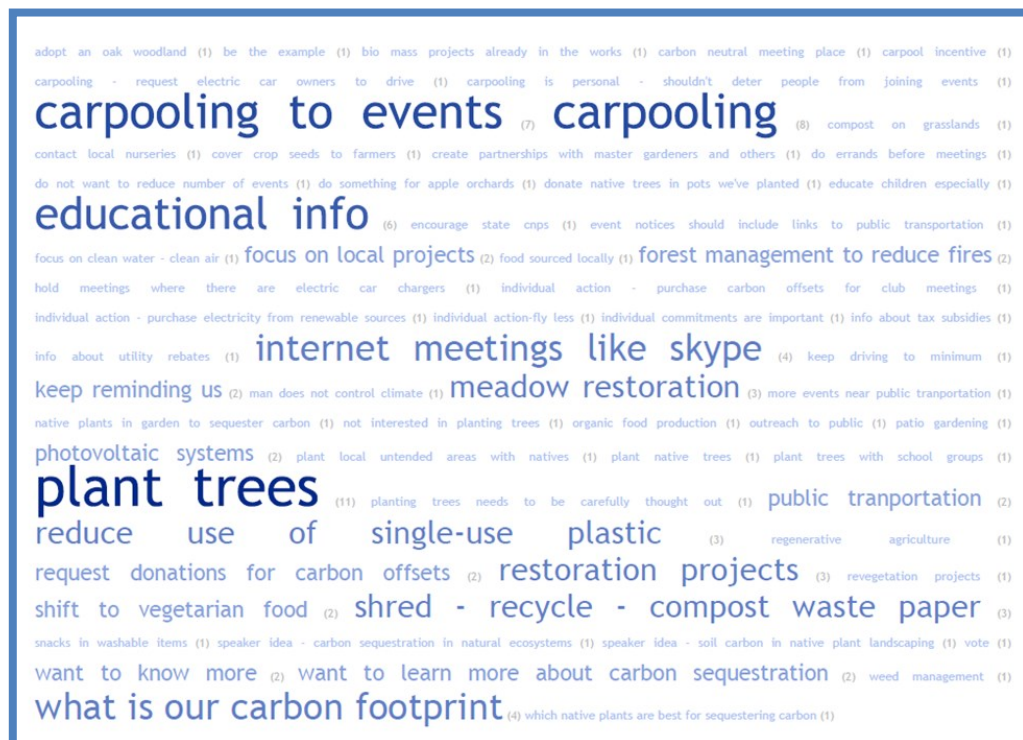 adopt an oak woodland (1) be the example (1) bio mass projects already in the works (1) carbon neutral meeting place (1) carpool incentive (1)
carpooling - request electric car owners to drive (1) carpooling is personal - shouldn't deter people from joining events (1)
carpooling to events (7) carpooling (8) compost on grasslands (1)
contact local nurseries (1) cover crop seeds to farmers (1) create partnerships with master gardeners and others (1) do errands before meetings (1)
do not want to reduce number of events (1) do something for apple orchards (1) donate native trees in pots we've planted (1) educate children especially (1)
educational info (6) encourage state cnps (1) event notices should include links to public transportation (1)
focus on clean water - clean air (1) focus on local projects (2) food sourced locally (1) forest management to reduce fires (2)
hold meetings where there are electric car chargers (1) individual action - purchase carbon offsets for club meetings (1)
individual action - purchase electricity from renewable sources (1) individual action-fly less (1) individual commitments are important (1) info about tax subsidies (1)
info about utility rebates (1) internet meetings like skype (4) keep driving to minimum (1)
keep reminding us (2) man does not control climate (1) meadow restoration (3) more events near public tranportation (1)
native plants in garden to sequester carbon (1) not interested in planting trees (1) organic food production (1) outreach to public (1) patio gardening (1)
photovoltaic systems (2) plant local untended areas with natives (1) plant native trees (1) plant trees with school groups (1)
plant trees (11) planting trees needs to be carefully thought out (1) public tranportation (2)
reduce use of single-use plastic (3) regenerative agriculture (1)
request donations for carbon offsets (2) restoration projects (3) revegetation projects (1)
shift to vegetarian food (2) shred - recycle - compost waste paper (3)
snacks in washable items (1) speaker idea - carbon sequestration in natural ecosystems (1) speaker idea - soil carbon in native plant landscaping (1) vote (1)
want to know more (2) want to learn more about carbon sequestration (2) weed management (1)
what is our carbon footprint (4) which native plants are best for sequestering carbon (1)